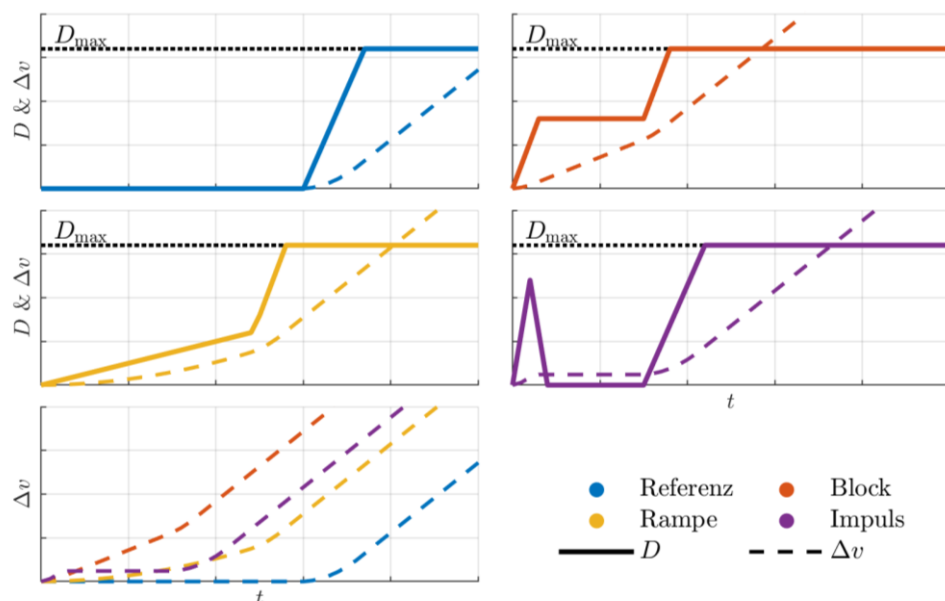 D_max
D_max
D & Δv
D_max
D_max
D & Δv
t
Δv
t
Referenz
Block
Rampe
Impuls
D
Δv